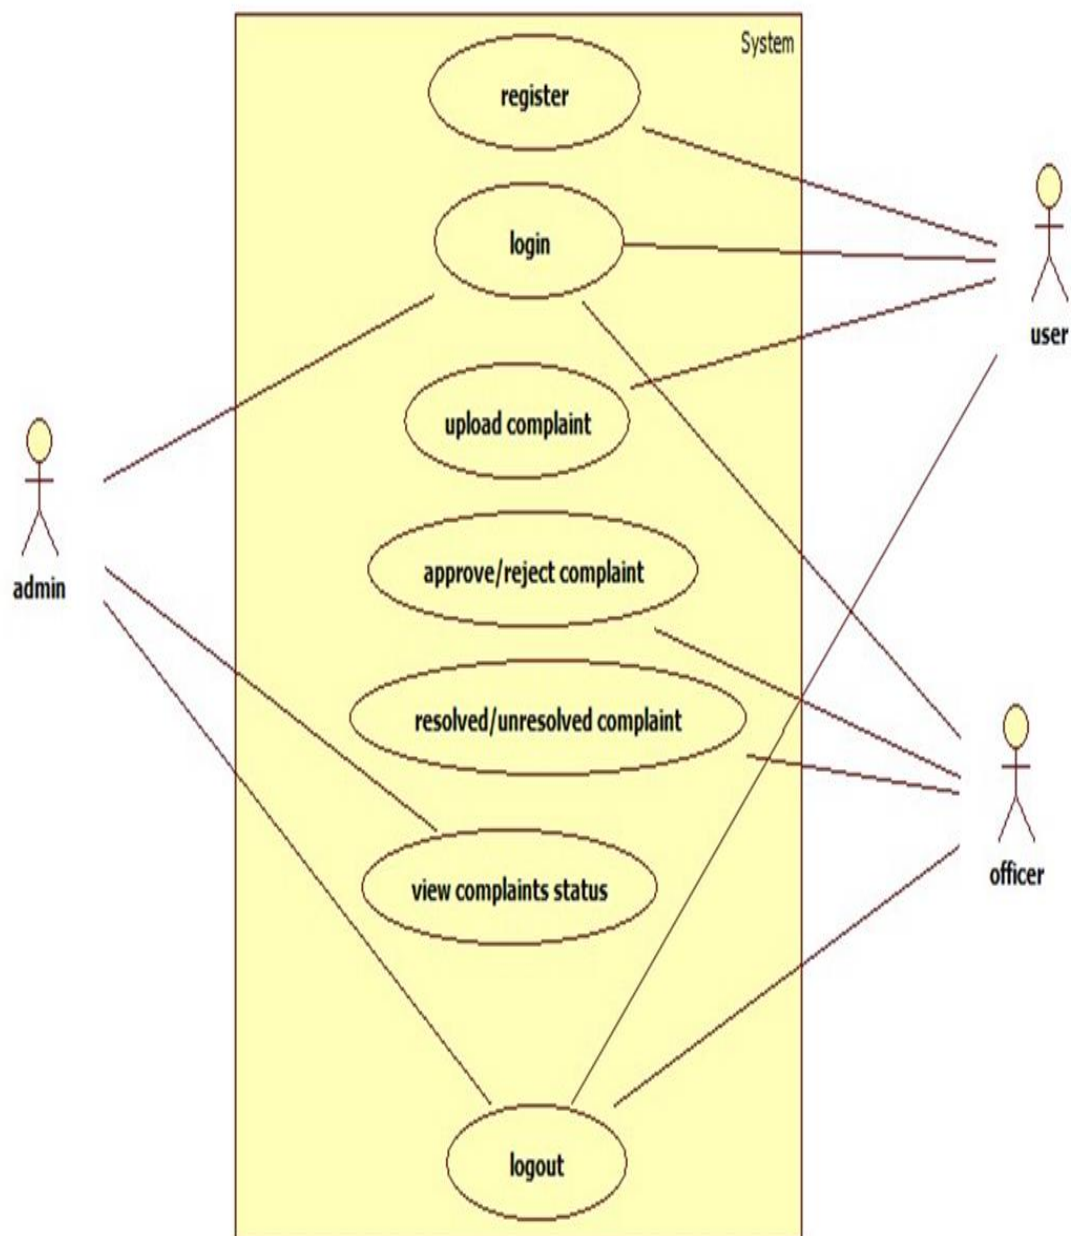 System
register
login
user
upload complaint
admin
approve/reject complaint
resolved/unresolved complaint
officer
view complaints status
logout